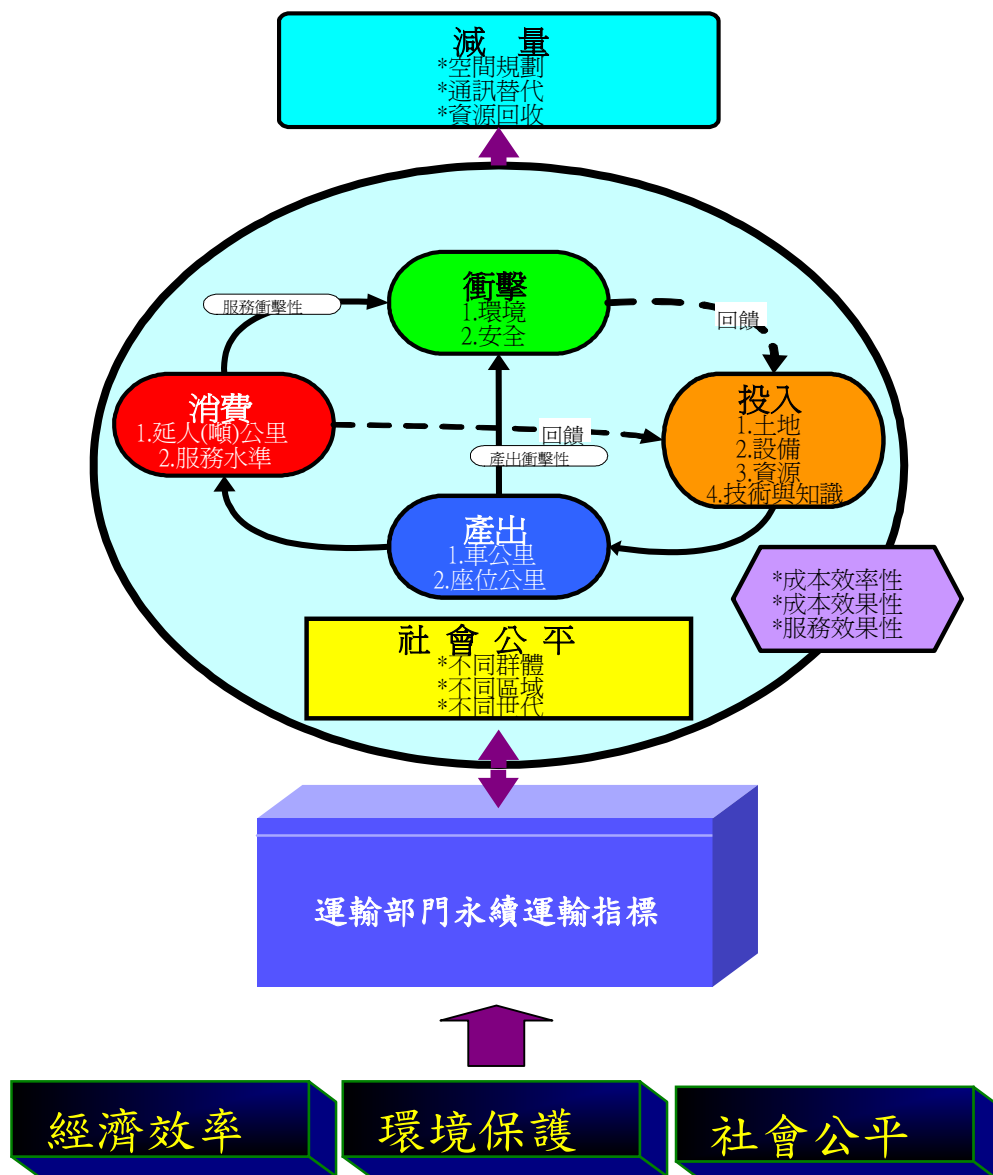 減 量
*空間規劃
*通訊替代
*資源回收
衝擊
1.環境
2.安全
服務衝擊性
回饋
消費
1.延人(噸)公里
2.服務水準
投入
1.土地
2.設備
3.資源
4.技術與知識
回饋
產出衝擊性
產出
1.車公里
2.座位公里
*成本效率性
*成本效果性
*服務效果性
社 會 公 平
*不同群體
*不同區域
*不同世代
運輸部門永續運輸指標
經濟效率
環境保護
社會公平